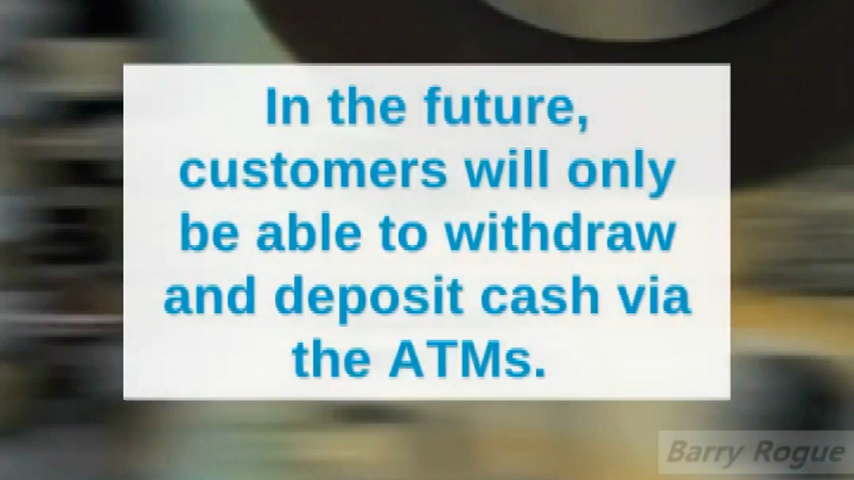 In the future,
customers will only
be able to withdraw
and deposit cash via
the ATMs.
Barry Rogue